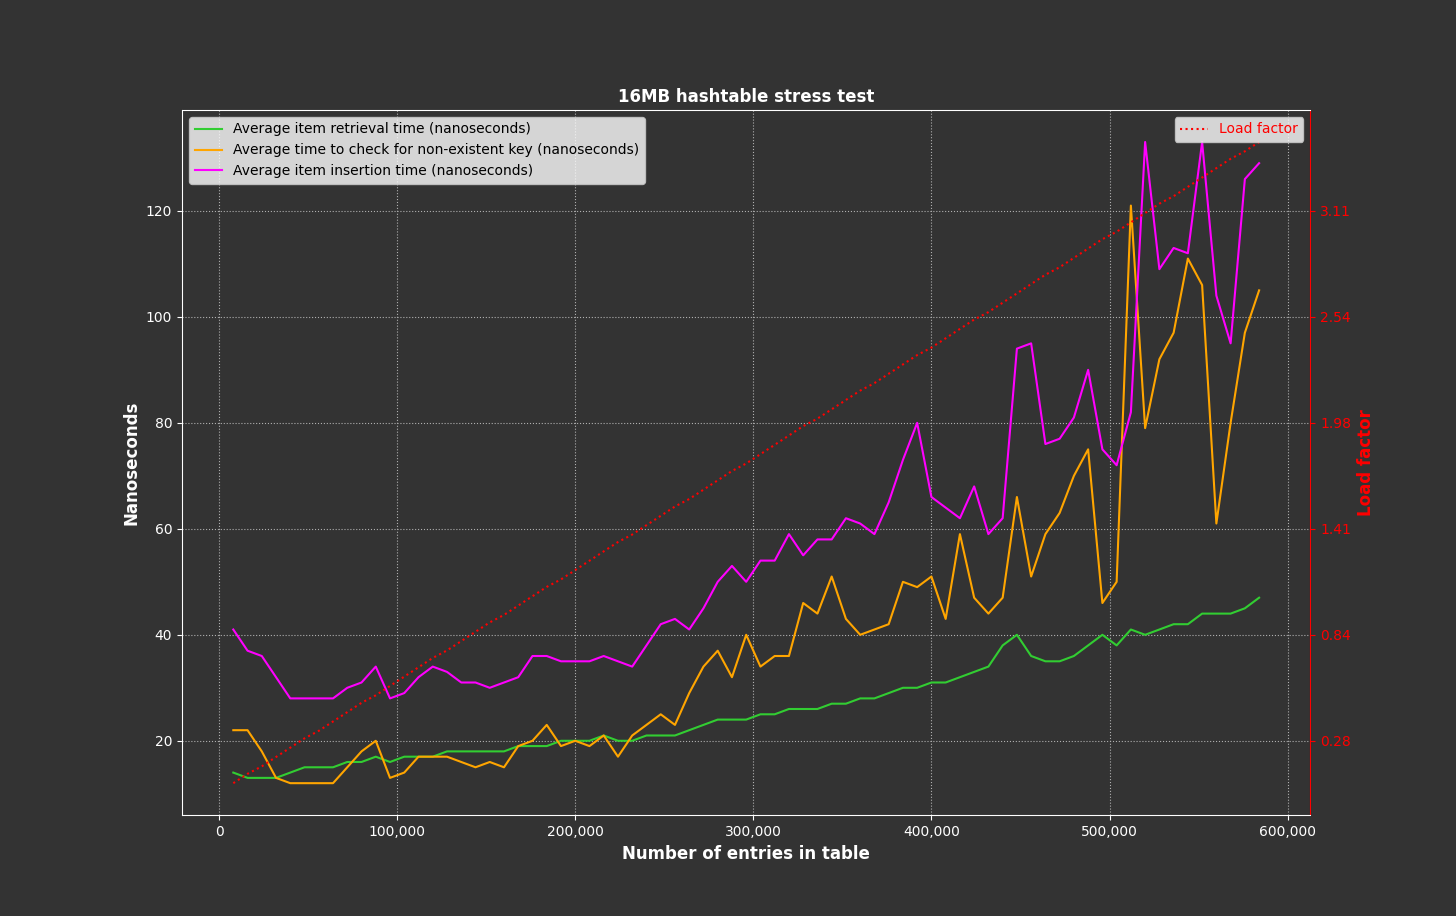 16MB hashtable stress test
Average item retrieval time (nanoseconds)
Average time to check for non-existent key (nanoseconds)
Average item insertion time (nanoseconds)
Load factor
120
100
80
60
40
20
Nanoseconds
3.11
2.54
1.98
1.41
0.84
0.28
Load factor
0
100,000
200,000
300,000
400,000
500,000
600,000
Number of entries in table